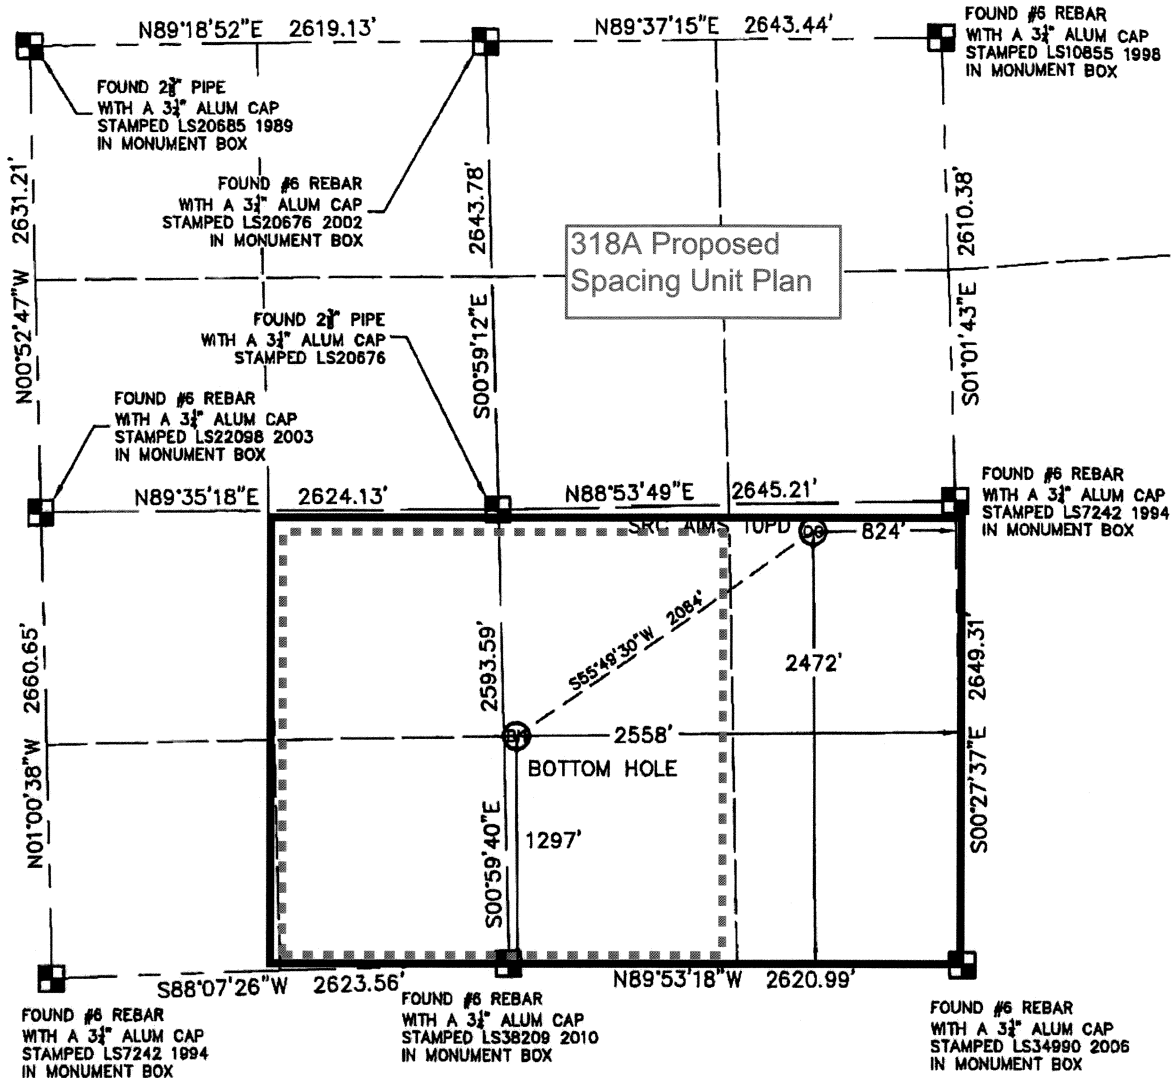 N89°18'52"E 2619.13'
N89°37'15"E 2643.44'
FOUND #6 REBAR
WITH A 3¼" ALUM CAP
STAMPED LS10855 1998
IN MONUMENT BOX
FOUND 2⅜" PIPE
WITH A 3¼" ALUM CAP
STAMPED LS20685 1989
IN MONUMENT BOX
FOUND #6 REBAR
WITH A 3¼" ALUM CAP
STAMPED LS20676 2002
IN MONUMENT BOX
N00°52'47"W 2631.21'
2643.78'
S00°59'12"E
2610.38'
S01°01'43"E
318A Proposed
Spacing Unit Plan
FOUND 2⅜" PIPE
WITH A 3¼" ALUM CAP
STAMPED LS20676
FOUND #6 REBAR
WITH A 3¼" ALUM CAP
STAMPED LS22098 2003
IN MONUMENT BOX
N89°35'18"E 2624.13'
N88°53'49"E 2645.21'
FOUND #6 REBAR
WITH A 3¼" ALUM CAP
STAMPED LS7242 1994
IN MONUMENT BOX
SRC AIMS 10PD
824'
S55°49'30"W 2084'
2472'
N01°00'38"W 2660.65'
2593.59'
S00°59'40"E
S00°27'37"E 2649.31'
BH
2558'
BOTTOM HOLE
1297'
S88°07'26"W 2623.56'
N89°53'18"W 2620.99'
FOUND #6 REBAR
WITH A 3¼" ALUM CAP
STAMPED LS7242 1994
IN MONUMENT BOX
FOUND #6 REBAR
WITH A 3¼" ALUM CAP
STAMPED LS38209 2010
IN MONUMENT BOX
FOUND #6 REBAR
WITH A 3¼" ALUM CAP
STAMPED LS34990 2006
IN MONUMENT BOX